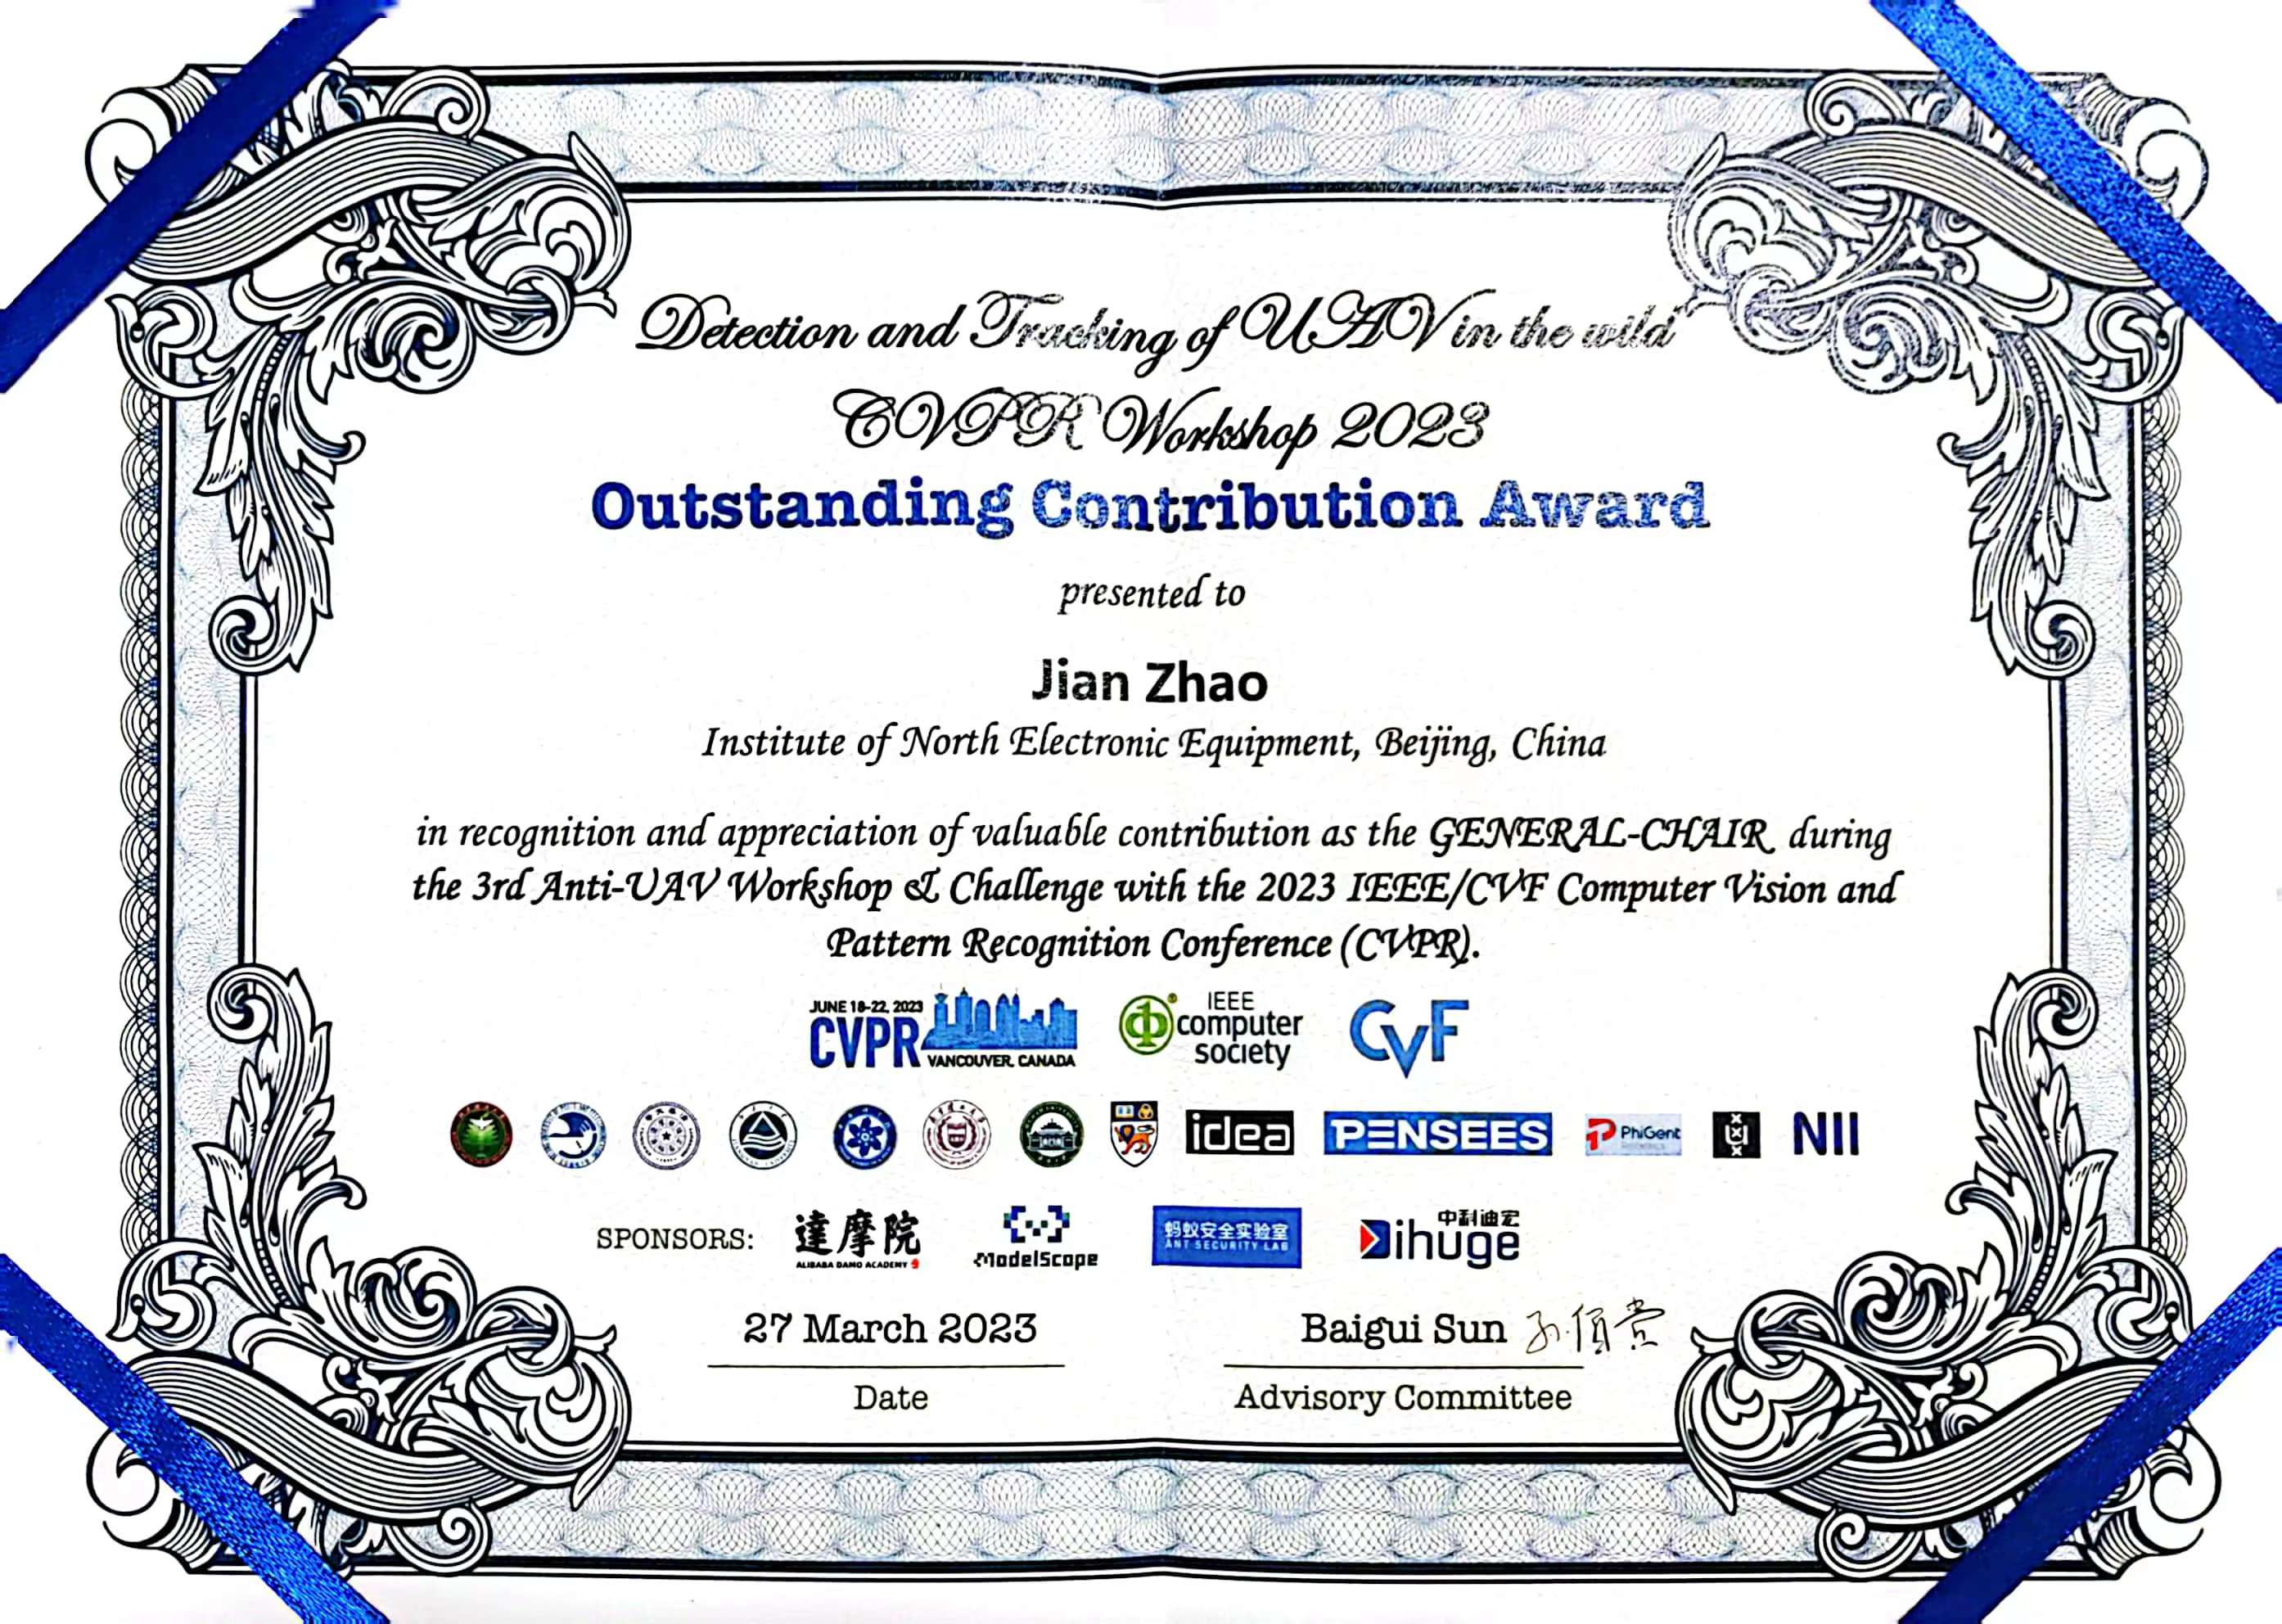 Detection and Tracking of UAV in the wild
CVPR Workshop 2023
Outstanding Contribution Award
presented to
Jian Zhao
Institute of North Electronic Equipment, Beijing, China
in recognition and appreciation of valuable contribution as the GENERAL-CHAIR during
the 3rd Anti-UAV Workshop & Challenge with the 2023 IEEE/CVF Computer Vision and
Pattern Recognition Conference (CVPR).
JUNE 18-22, 2023
CVPR
VANCOUVER, CANADA
IEEE
computer
society
CVF
idea
PENSEES
PhiGent
NII
SPONSORS:
達摩院
ALIBABA DAMO ACADEMY
ModelScope
蚂蚁安全实验室
ANT SECURITY LAB
中科迪宏
Dihuge
27 March 2023
Baigui Sun 孙佰贵
Date
Advisory Committee